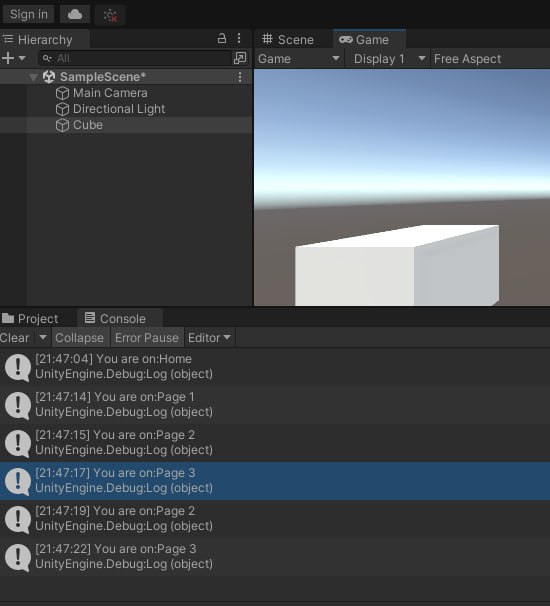 Sign in
Hierarchy
All
SampleScene*
Main Camera
Directional Light
Cube
Scene
Game
Game
Display 1
Free Aspect
Project
Console
Clear
Collapse
Error Pause
Editor
[21:47:04] You are on:Home
UnityEngine.Debug:Log (object)
[21:47:14] You are on:Page 1
UnityEngine.Debug:Log (object)
[21:47:15] You are on:Page 2
UnityEngine.Debug:Log (object)
[21:47:17] You are on:Page 3
UnityEngine.Debug:Log (object)
[21:47:19] You are on:Page 2
UnityEngine.Debug:Log (object)
[21:47:22] You are on:Page 3
UnityEngine.Debug:Log (object)